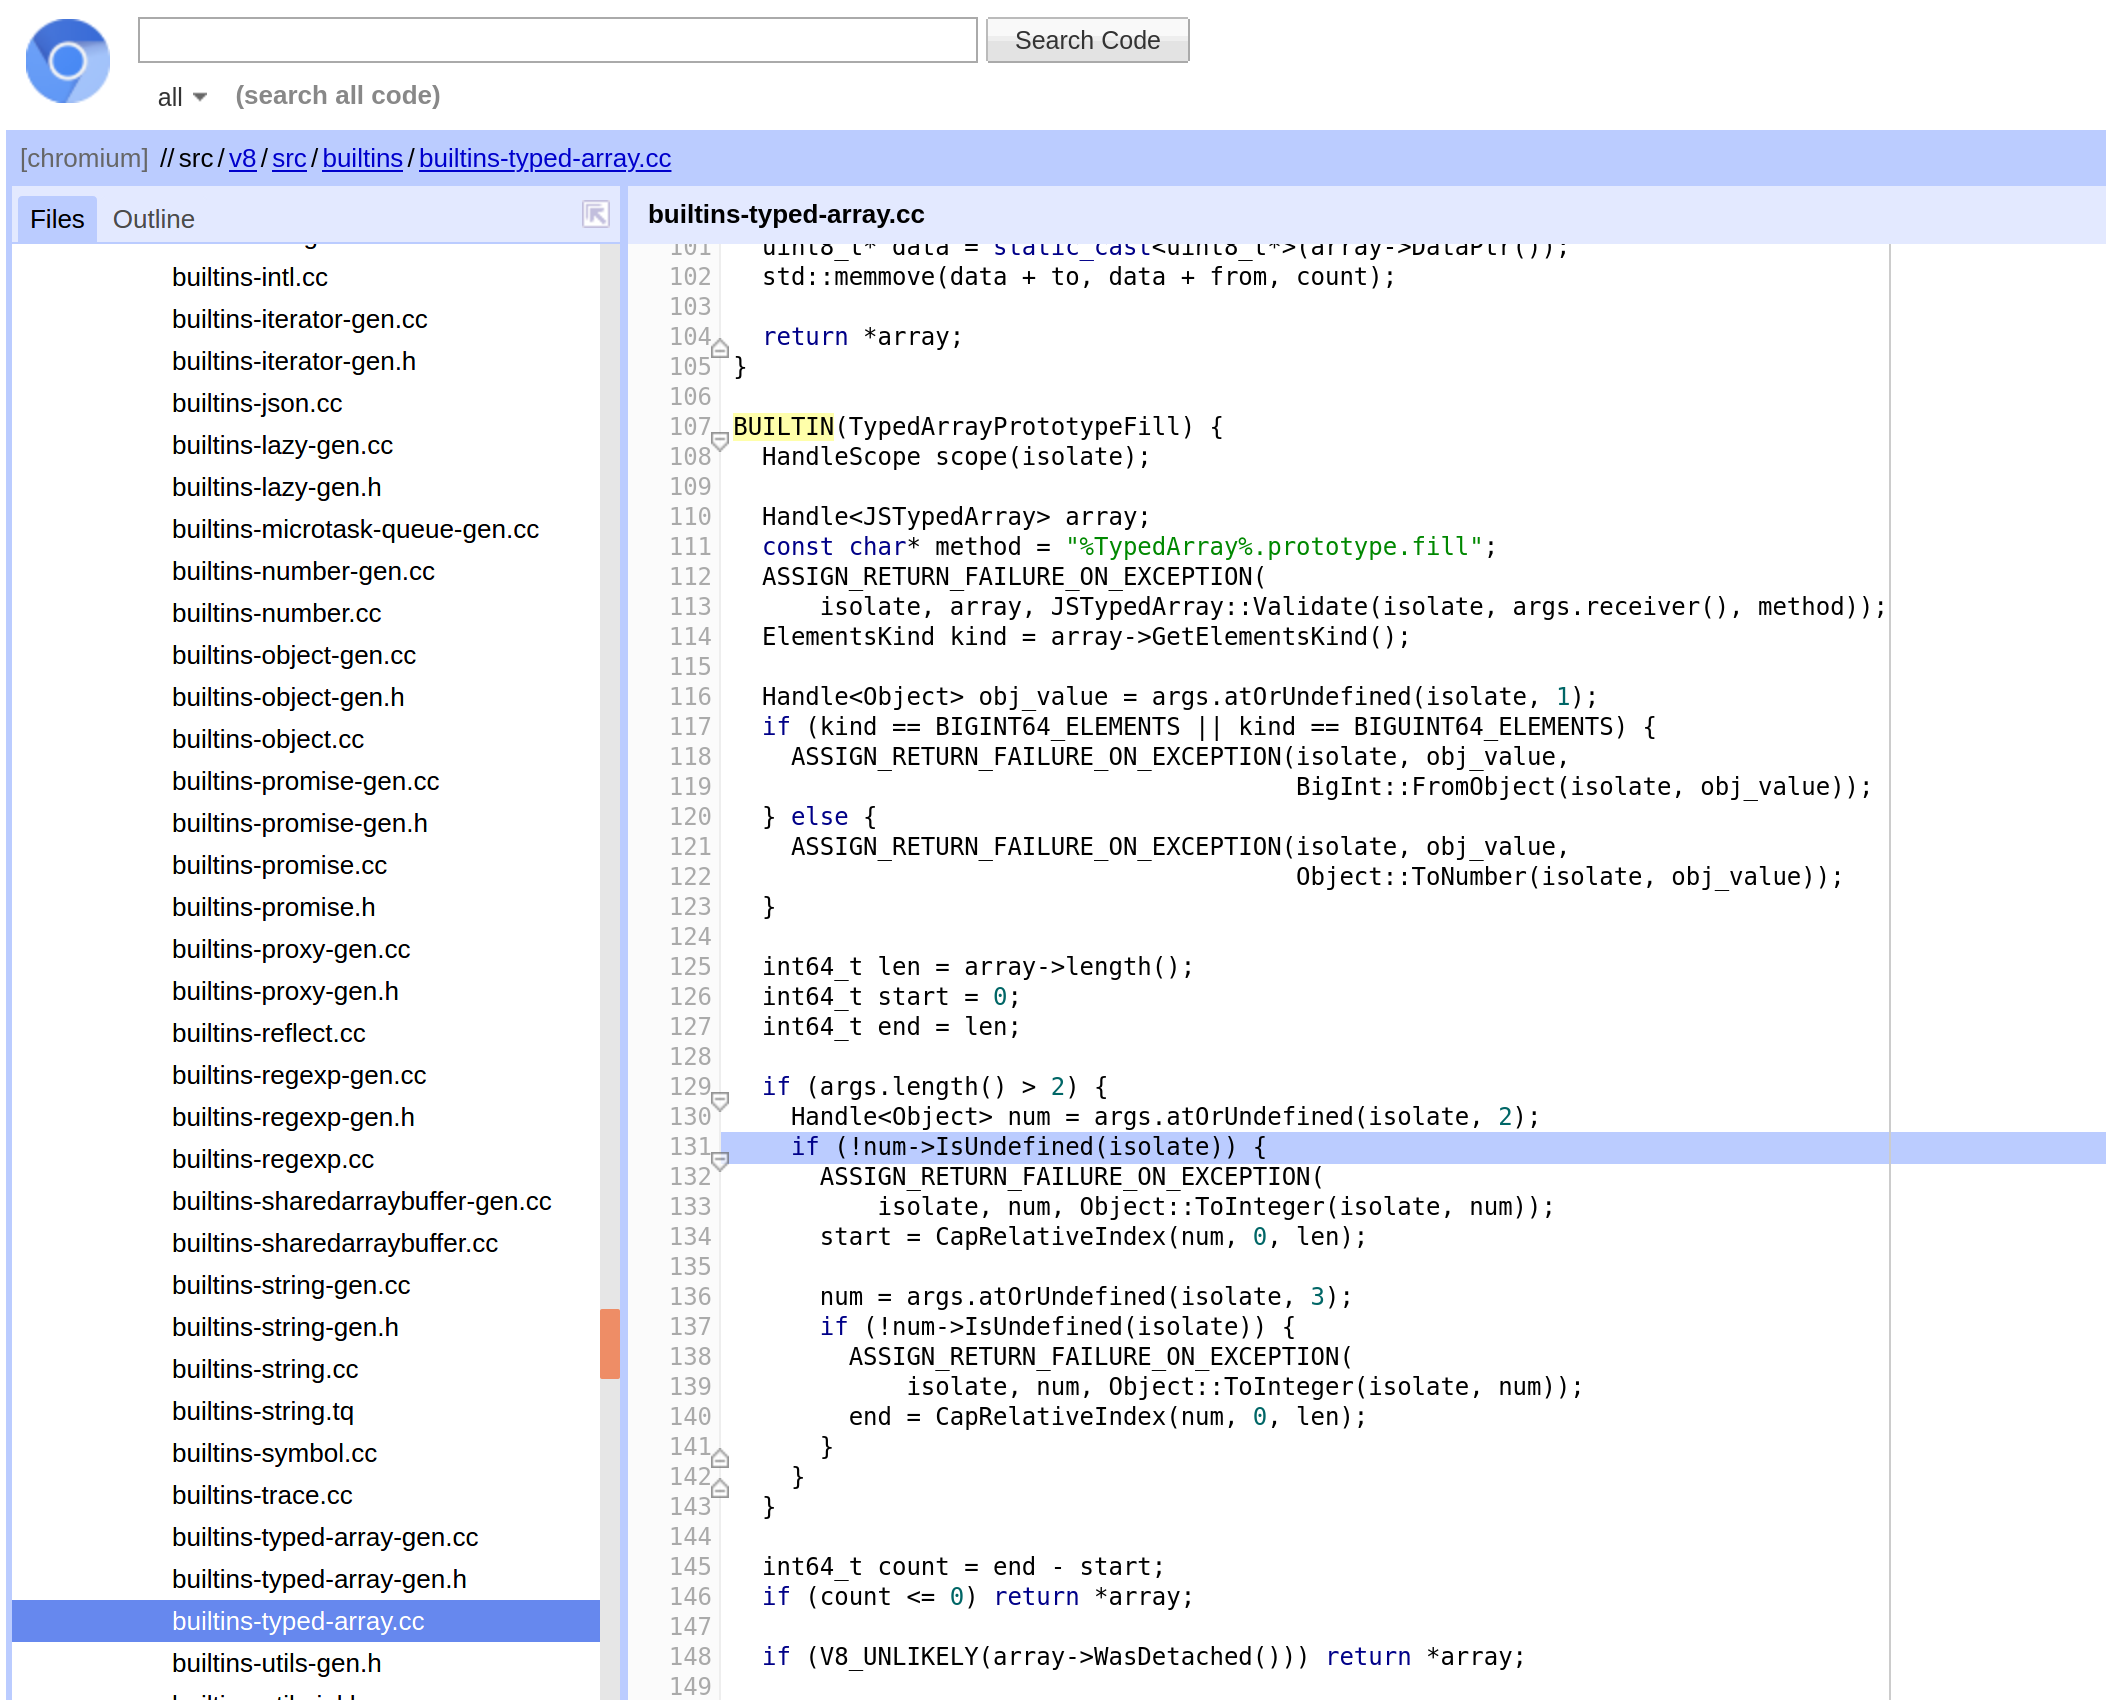 Search Code
all (search all code)
[chromium] // src / v8 / src / builtins / builtins-typed-array.cc
Files Outline
builtins-intl.cc
builtins-iterator-gen.cc
builtins-iterator-gen.h
builtins-json.cc
builtins-lazy-gen.cc
builtins-lazy-gen.h
builtins-microtask-queue-gen.cc
builtins-number-gen.cc
builtins-number.cc
builtins-object-gen.cc
builtins-object-gen.h
builtins-object.cc
builtins-promise-gen.cc
builtins-promise-gen.h
builtins-promise.cc
builtins-promise.h
builtins-proxy-gen.cc
builtins-proxy-gen.h
builtins-reflect.cc
builtins-regexp-gen.cc
builtins-regexp-gen.h
builtins-regexp.cc
builtins-sharedarraybuffer-gen.cc
builtins-sharedarraybuffer.cc
builtins-string-gen.cc
builtins-string-gen.h
builtins-string.cc
builtins-string.tq
builtins-symbol.cc
builtins-trace.cc
builtins-typed-array-gen.cc
builtins-typed-array-gen.h
builtins-typed-array.cc
builtins-utils-gen.h
builtins-typed-array.cc
101   uint8_t* data = static_cast<uint8_t*>(array->DataPtr());
102   std::memmove(data + to, data + from, count);
103
104   return *array;
105 }
106
107 BUILTIN(TypedArrayPrototypeFill) {
108   HandleScope scope(isolate);
109
110   Handle<JSTypedArray> array;
111   const char* method = "%TypedArray%.prototype.fill";
112   ASSIGN_RETURN_FAILURE_ON_EXCEPTION(
113       isolate, array, JSTypedArray::Validate(isolate, args.receiver(), method));
114   ElementsKind kind = array->GetElementsKind();
115
116   Handle<Object> obj_value = args.atOrUndefined(isolate, 1);
117   if (kind == BIGINT64_ELEMENTS || kind == BIGUINT64_ELEMENTS) {
118     ASSIGN_RETURN_FAILURE_ON_EXCEPTION(isolate, obj_value,
119                                        BigInt::FromObject(isolate, obj_value));
120   } else {
121     ASSIGN_RETURN_FAILURE_ON_EXCEPTION(isolate, obj_value,
122                                        Object::ToNumber(isolate, obj_value));
123   }
124
125   int64_t len = array->length();
126   int64_t start = 0;
127   int64_t end = len;
128
129   if (args.length() > 2) {
130     Handle<Object> num = args.atOrUndefined(isolate, 2);
131     if (!num->IsUndefined(isolate)) {
132       ASSIGN_RETURN_FAILURE_ON_EXCEPTION(
133           isolate, num, Object::ToInteger(isolate, num));
134       start = CapRelativeIndex(num, 0, len);
135
136       num = args.atOrUndefined(isolate, 3);
137       if (!num->IsUndefined(isolate)) {
138         ASSIGN_RETURN_FAILURE_ON_EXCEPTION(
139             isolate, num, Object::ToInteger(isolate, num));
140         end = CapRelativeIndex(num, 0, len);
141       }
142     }
143   }
144
145   int64_t count = end - start;
146   if (count <= 0) return *array;
147
148   if (V8_UNLIKELY(array->WasDetached())) return *array;
149